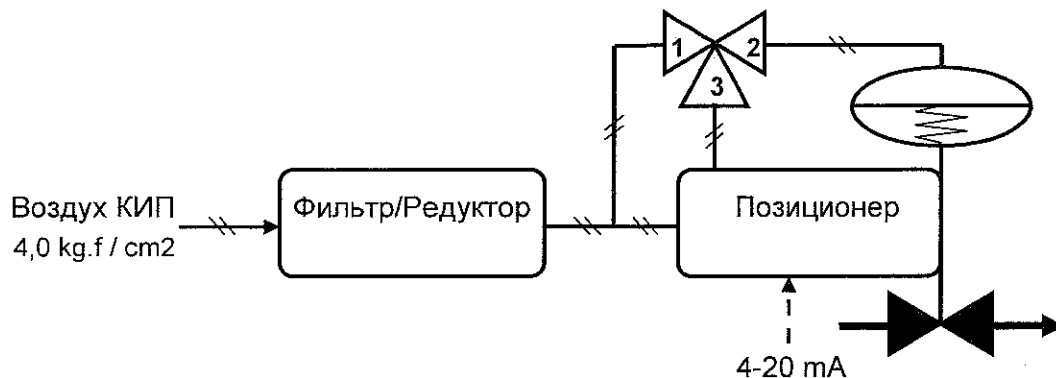 1 2
3
Воздух КИП
4,0 kg.f / cm2
Фильтр/Редуктор
Позиционер
4-20 mA